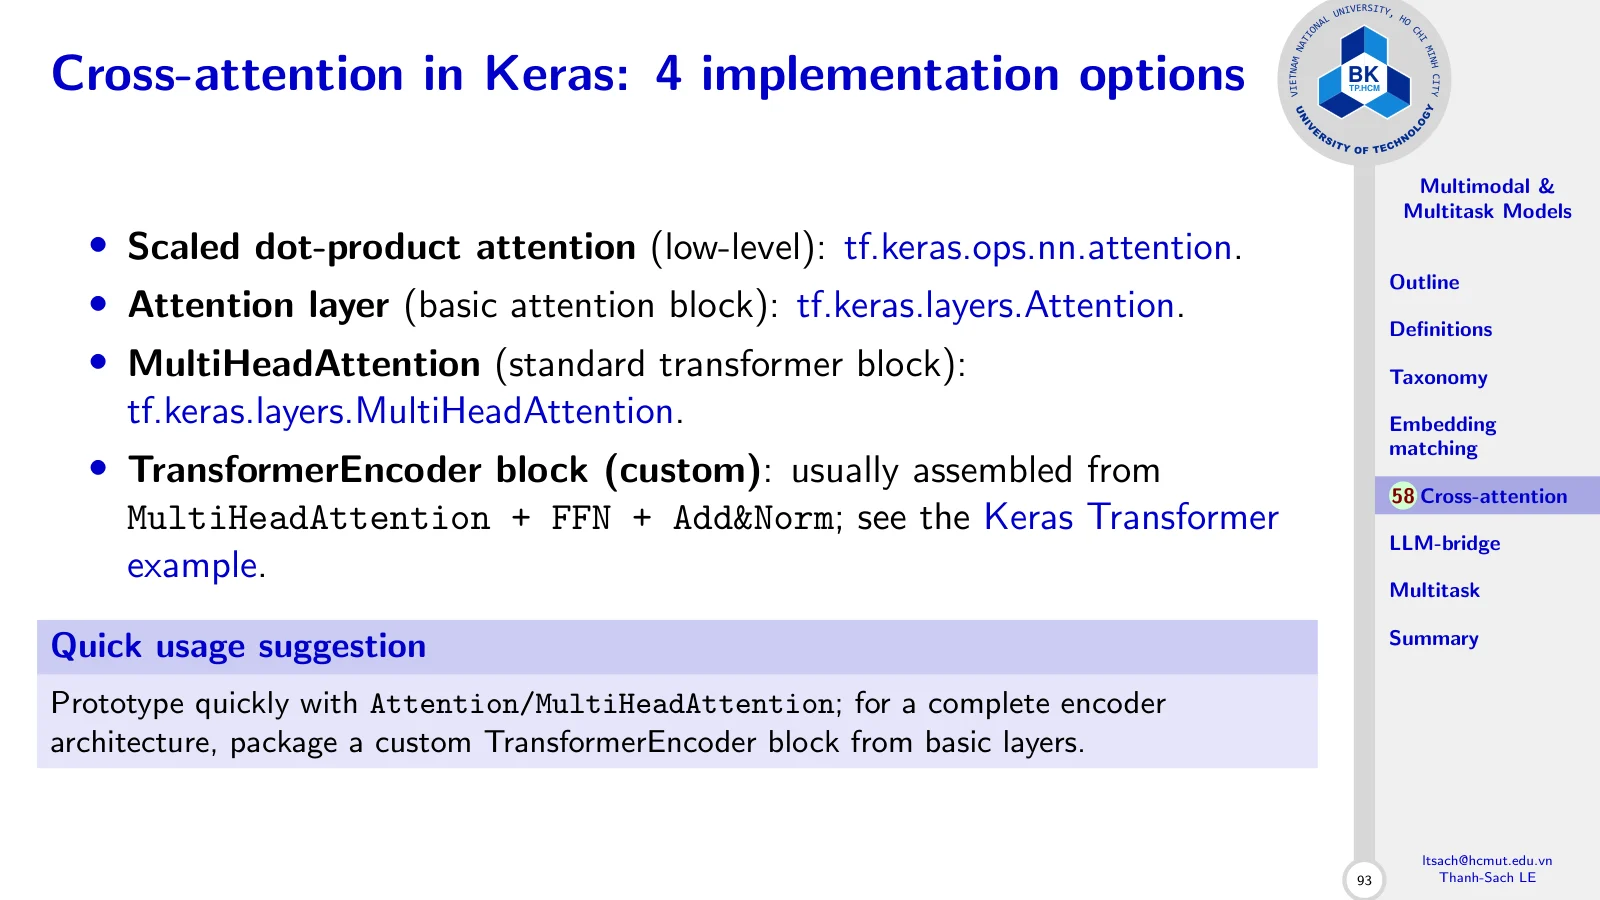 Cross-attention in Keras: 4 implementation options
VIETNAM NATIONAL UNIVERSITY, HO CHI MINH CITY
UNIVERSITY OF TECHNOLOGY
BK
TP.HCM
• Scaled dot-product attention (low-level): tf.keras.ops.nn.attention.
• Attention layer (basic attention block): tf.keras.layers.Attention.
• MultiHeadAttention (standard transformer block):
tf.keras.layers.MultiHeadAttention.
• TransformerEncoder block (custom): usually assembled from
MultiHeadAttention + FFN + Add&Norm; see the Keras Transformer
example.
Quick usage suggestion
Prototype quickly with Attention/MultiHeadAttention; for a complete encoder
architecture, package a custom TransformerEncoder block from basic layers.
Multimodal &
Multitask Models
Outline
Definitions
Taxonomy
Embedding
matching
58 Cross-attention
LLM-bridge
Multitask
Summary
ltsach@hcmut.edu.vn
Thanh-Sach LE
93